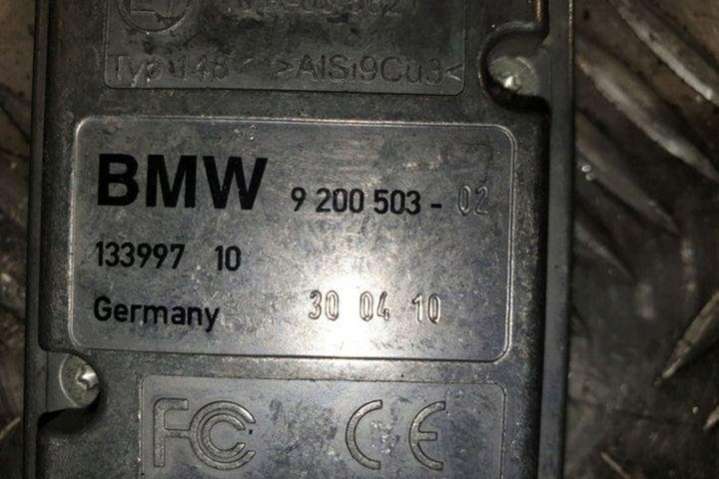 Typ 148 >AlSi9Cu3<
BMW 9 200 503 - 02
133997 10
Germany 30 04 10
FC CE